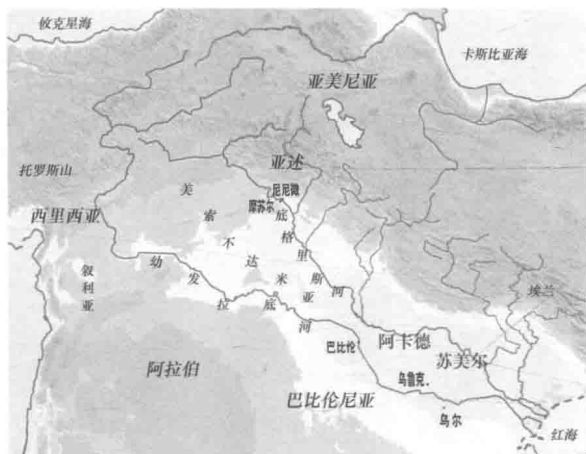 攸克星海
卡斯比亚海
亚美尼亚
托罗斯山
亚述
尼尼微
摩苏尔
西里西亚
美索不达米亚
底格里斯河
叙利亚
幼发拉底河
埃兰
巴比伦
阿卡德
苏美尔
阿拉伯
乌鲁克
巴比伦尼亚
乌尔
红海